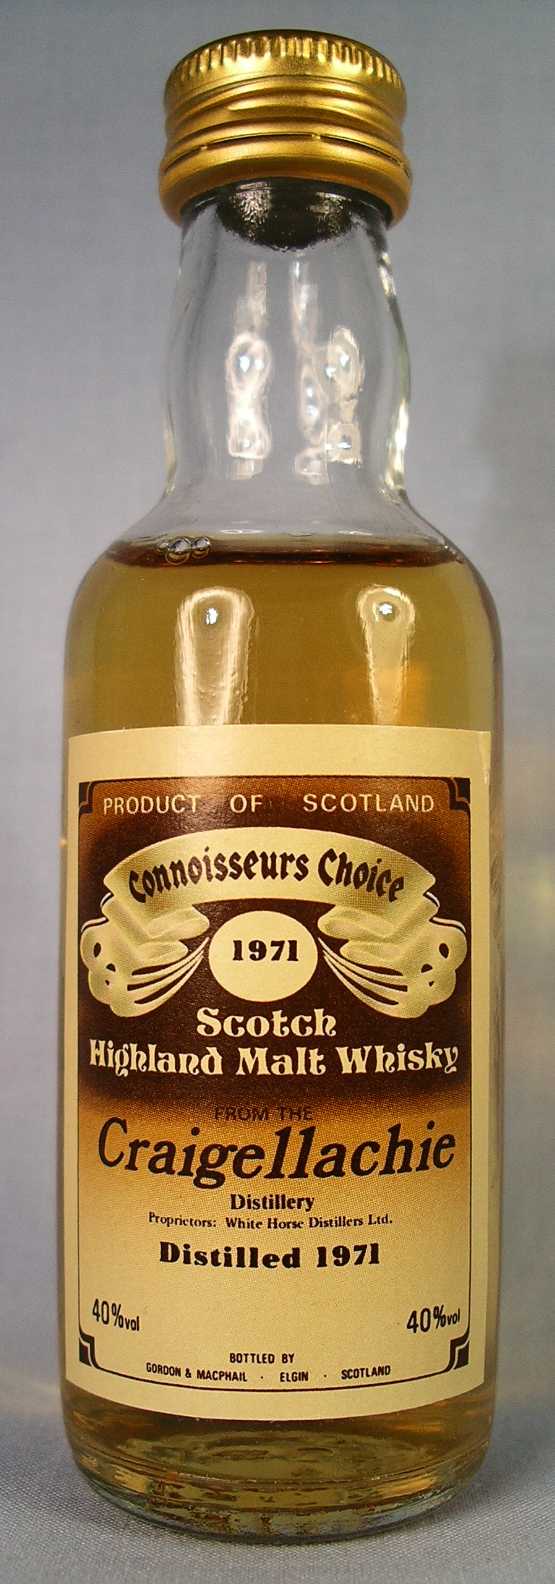 PRODUCT OF SCOTLAND
Connoisseurs Choice
1971
Scotch
Highland Malt Whisky
FROM THE
Craigellachie
Distillery
Proprietors: White Horse Distillers Ltd.
Distilled 1971
40%vol 40%vol
BOTTLED BY
GORDON & MACPHAIL · ELGIN · SCOTLAND